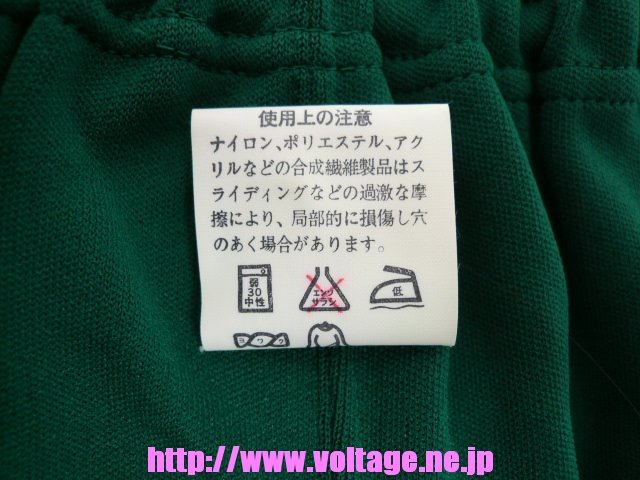 使用上の注意
ナイロン、ポリエステル、アク
リルなどの合成繊維製品はス
ライディングなどの過激な摩
擦により、局部的に損傷し穴
のあく場合があります。
弱
30
中性
エンソ
サラシ
低
ヨワク
http://www.voltage.ne.jp